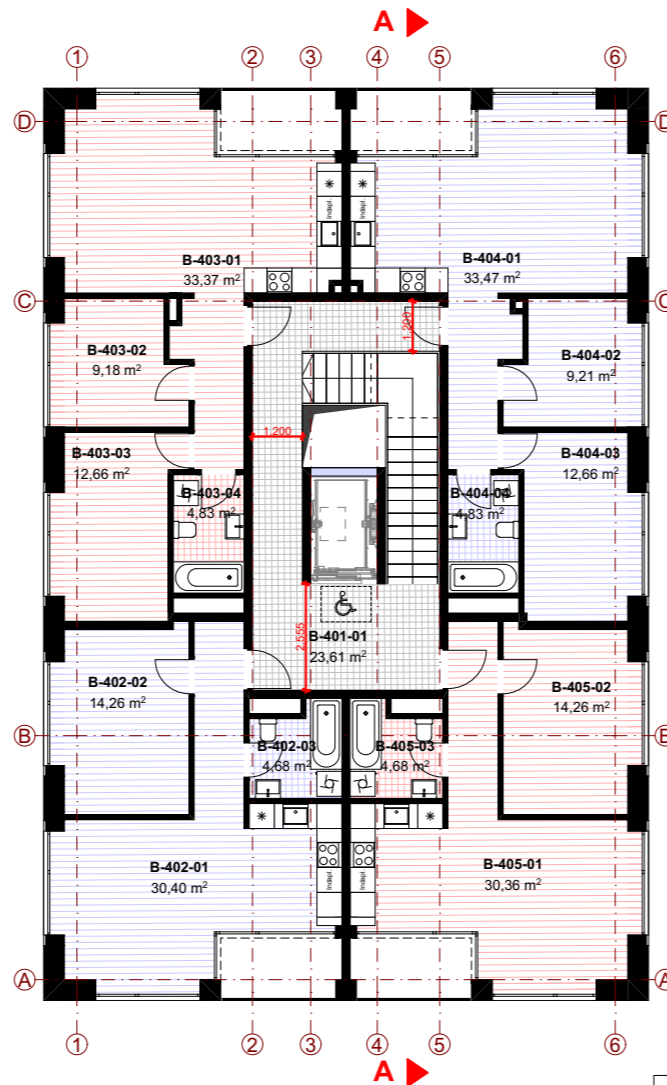 A
1
2
3
4
5
6
D
D
Indapl.
Indapl.
B-403-01
33,37 m²
B-404-01
33,47 m²
C
C
1,200
B-403-02
9,18 m²
B-404-02
9,21 m²
1,200
B-403-03
12,66 m²
B-404-03
12,66 m²
B-403-04
4,83 m²
B-404-04
4,83 m²
2,555
B-401-01
23,61 m²
B-402-02
14,26 m²
B-405-02
14,26 m²
B
B
B-402-03
4,68 m²
B-405-03
4,68 m²
B-402-01
30,40 m²
B-405-01
30,36 m²
Indapl.
Indapl.
A
A
1
2
3
4
5
6
A